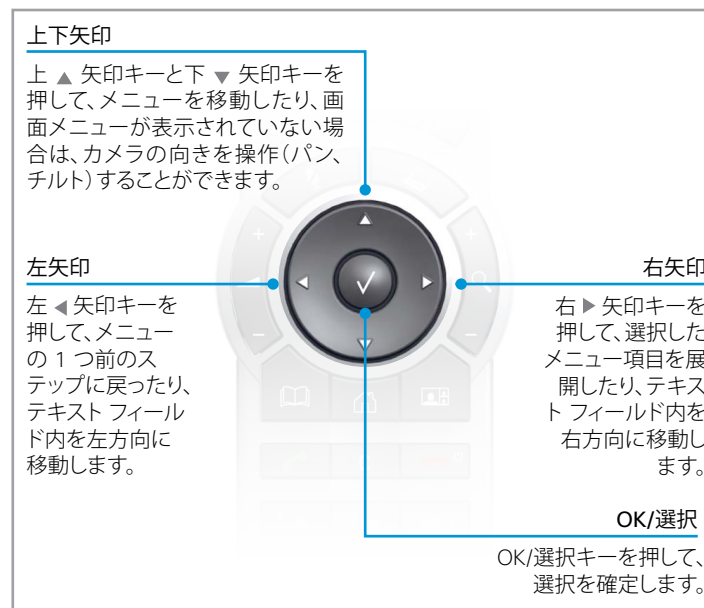 上下矢印
上 ▲ 矢印キーと下 ▼ 矢印キーを
押して、メニューを移動したり、画
面メニューが表示されていない場
合は、カメラの向きを操作（パン、
チルト）することができます。
左矢印
左 ◀ 矢印キーを
押して、メニュー
の 1 つ前のス
テップに戻ったり、
テキスト フィール
ド内を左方向に
移動します。
右矢印
右 ▶ 矢印キーを
押して、選択した
メニュー項目を展
開したり、テキス
ト フィールド内を
右方向に移動し
ます。
OK/選択
OK/選択キーを押して、
選択を確定します。